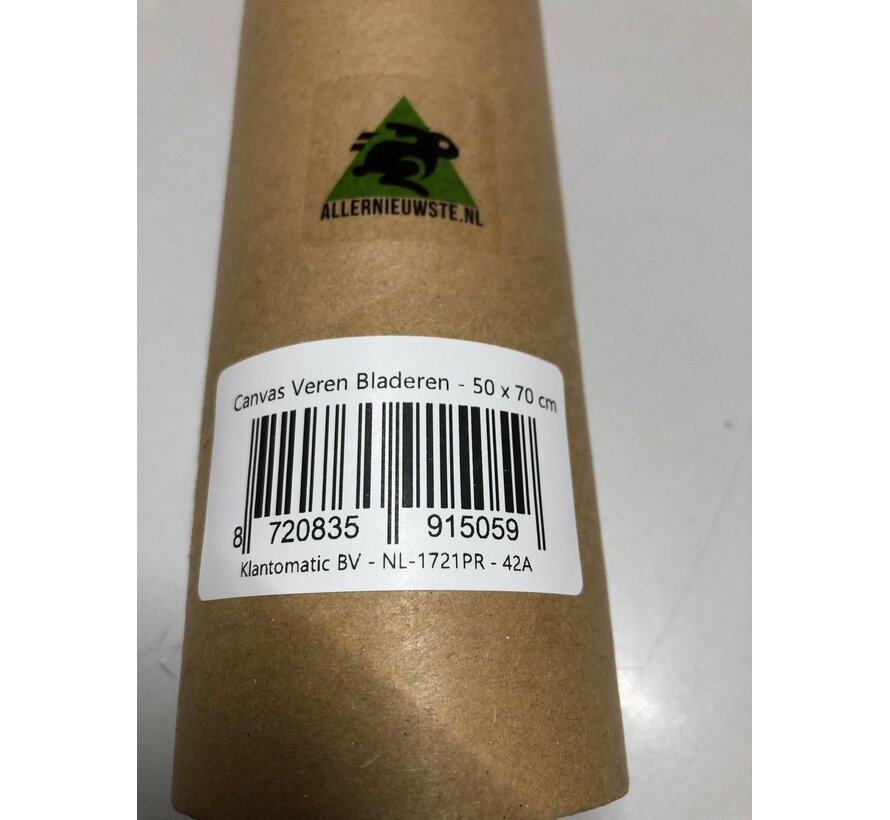 ALLERNIEUWSTE.NL
Canvas Veren Bladeren - 50 x 70 cm
8 720835 915059
Klantomatic BV - NL-1721PR - 42A